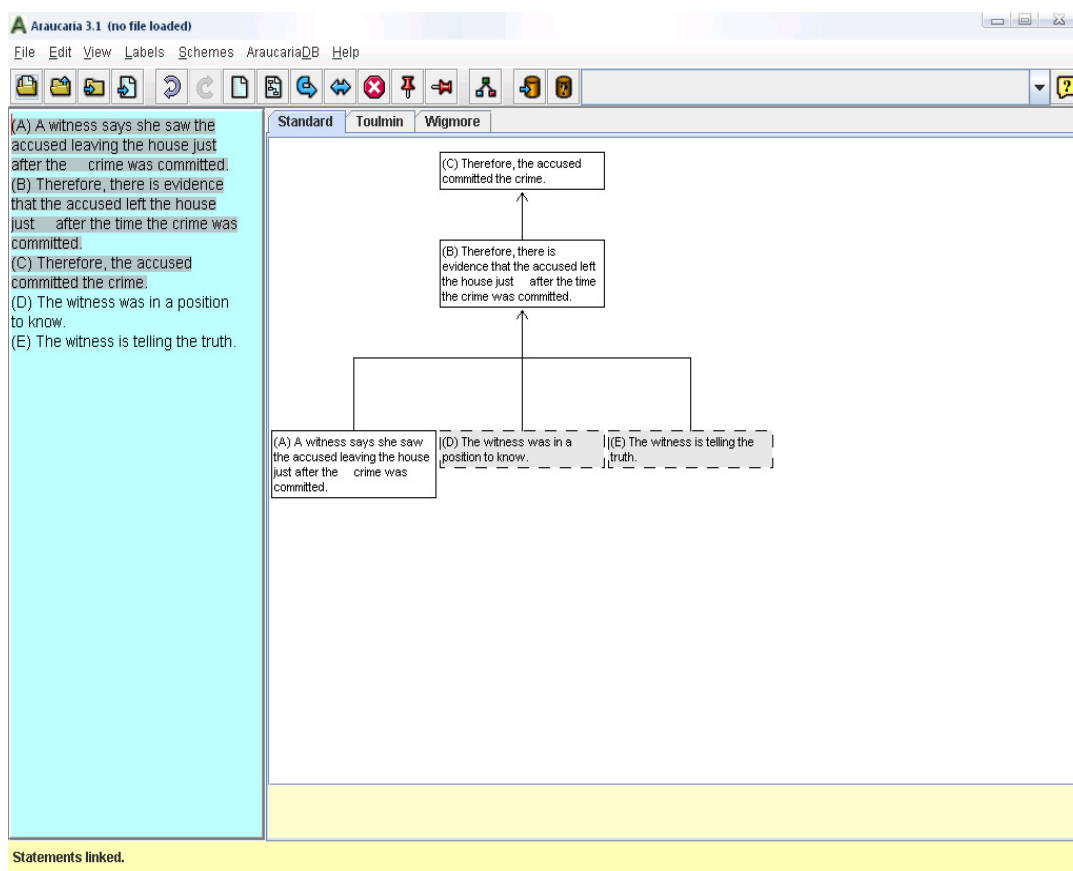 Araucaria 3.1 (no file loaded)
File Edit View Labels Schemes AraucariaDB Help
(A) A witness says she saw the
accused leaving the house just
after the crime was committed.
(B) Therefore, there is evidence
that the accused left the house
just after the time the crime was
committed.
(C) Therefore, the accused
committed the crime.
(D) The witness was in a position
to know.
(E) The witness is telling the truth.
Standard Toulmin Wigmore
(C) Therefore, the accused
committed the crime.
(B) Therefore, there is
evidence that the accused left
the house just after the time
the crime was committed.
(A) A witness says she saw
the accused leaving the house
just after the crime was
committed.
(D) The witness was in a
position to know.
(E) The witness is telling the
truth.
Statements linked.